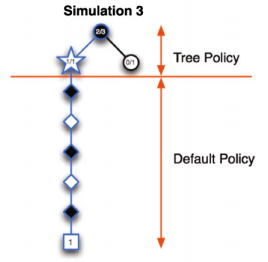 Simulation 3
2/3
1/1
0/1
Tree Policy
Default Policy
1